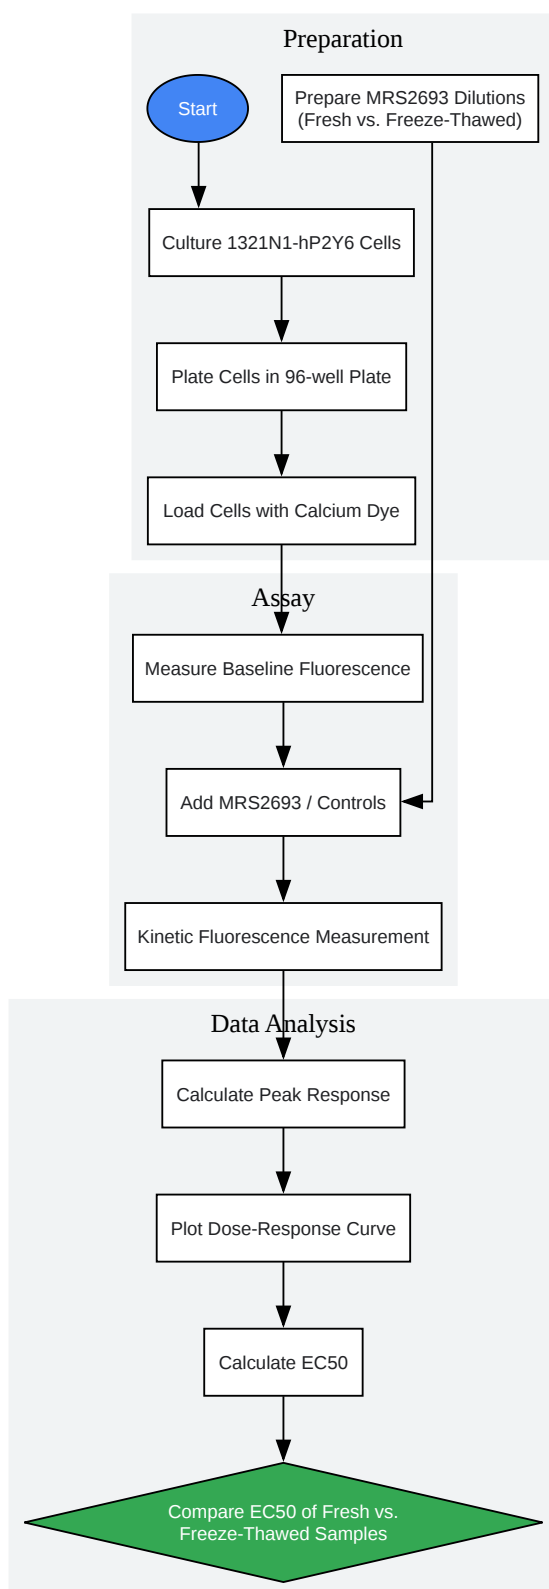 Preparation
Start
Prepare MRS2693 Dilutions
(Fresh vs. Freeze-Thawed)
Culture 1321N1-hP2Y6 Cells
Plate Cells in 96-well Plate
Load Cells with Calcium Dye
Assay
Measure Baseline Fluorescence
Add MRS2693 / Controls
Kinetic Fluorescence Measurement
Data Analysis
Calculate Peak Response
Plot Dose-Response Curve
Calculate EC50
Compare EC50 of Fresh vs.
Freeze-Thawed Samples